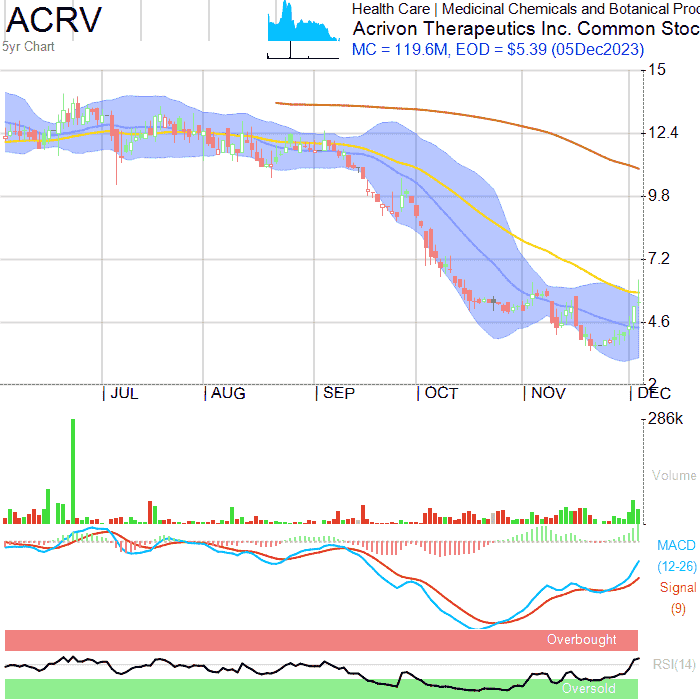 ACRV
5yr Chart
Health Care | Medicinal Chemicals and Botanical Proc
Acrivon Therapeutics Inc. Common Stoc
MC = 119.6M, EOD = $5.39 (05Dec2023)
15
12.4
9.8
7.2
4.6
2
JUL
AUG
SEP
OCT
NOV
DEC
286k
Volume
MACD
(12-26)
Signal
(9)
Overbought
RSI(14)
Oversold